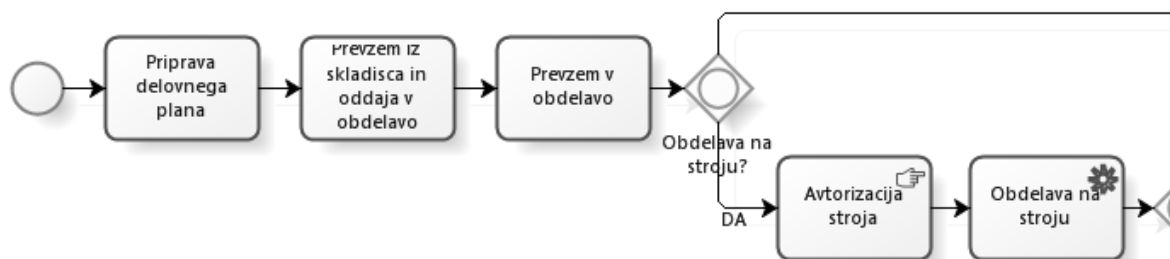 Priprava
delovnega
plana
Prevzem iz
skladisca in
oddaja v
obdelavo
Prevzem v
obdelavo
Obdelava na
stroju?
DA
Avtorizacija
stroja
Obdelava na
stroju